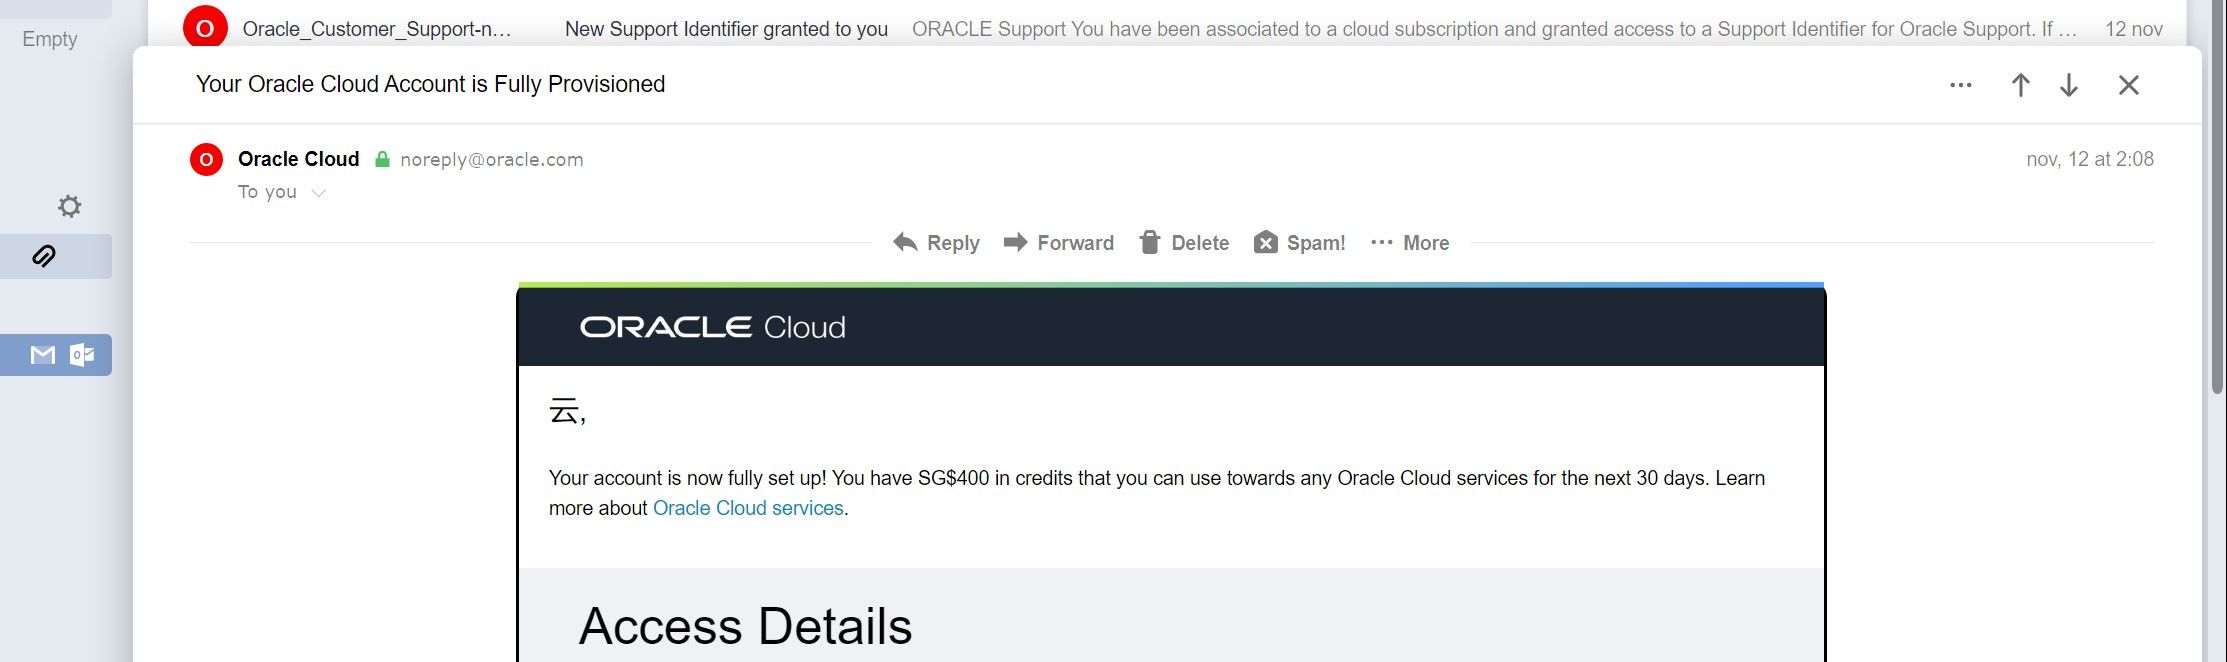 Empty
Oracle_Customer_Support-n... New Support Identifier granted to you ORACLE Support You have been associated to a cloud subscription and granted access to a Support Identifier for Oracle Support. If ... 12 nov
Your Oracle Cloud Account is Fully Provisioned
Oracle Cloud noreply@oracle.com nov, 12 at 2:08
To you
Reply Forward Delete Spam! More
ORACLE Cloud
云,
Your account is now fully set up! You have SG$400 in credits that you can use towards any Oracle Cloud services for the next 30 days. Learn
more about Oracle Cloud services.
Access Details